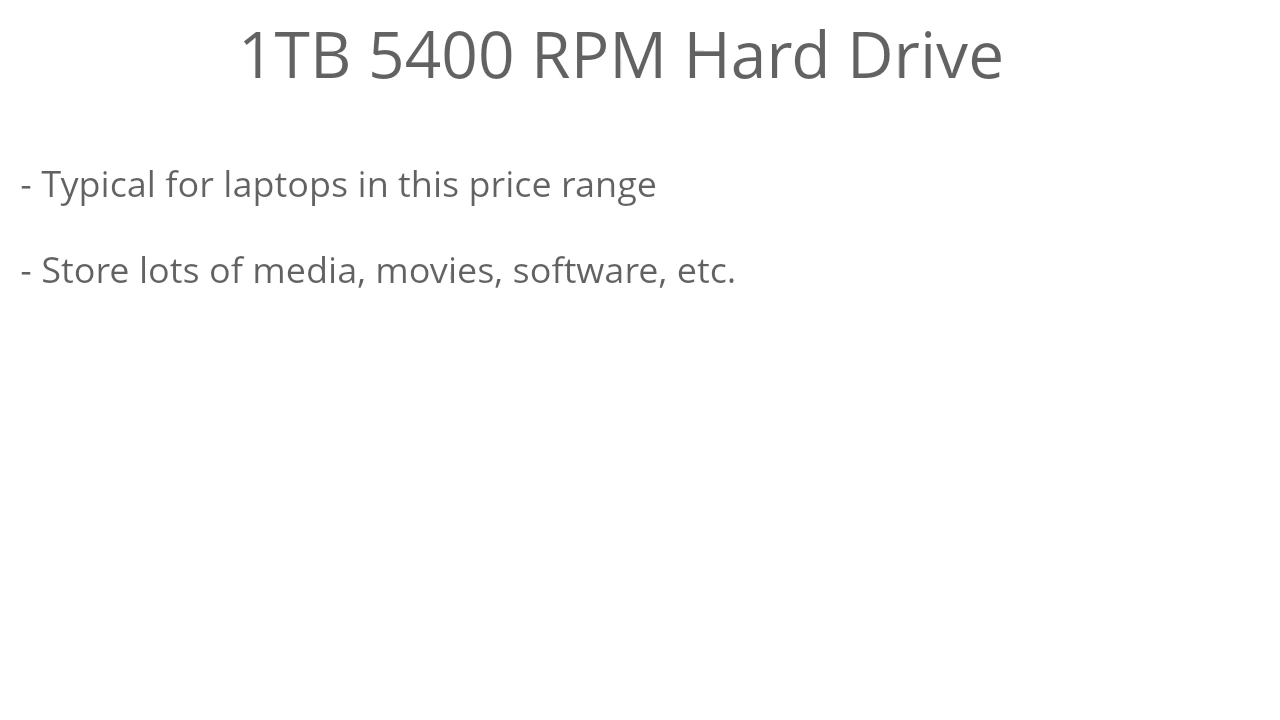 1TB 5400 RPM Hard Drive
- Typical for laptops in this price range
- Store lots of media, movies, software, etc.